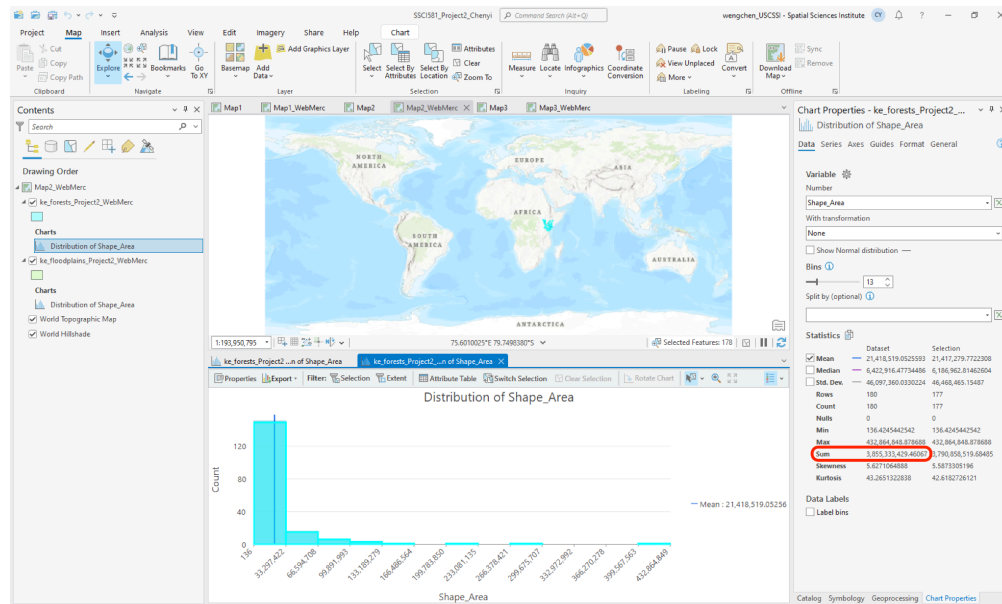 SSCI581_Project2_Chenyi
Command Search (Alt+Q)
wengchen_USCSSI - Spatial Sciences Institute
CY
?
Project Map Insert Analysis View Edit Imagery Share Help Chart
Paste
Cut
Copy
Copy Path
Clipboard
Explore
Bookmarks
Go To XY
Navigate
Basemap
Add Data
Add Graphics Layer
Layer
Select
Select By Attributes
Select By Location
Attributes
Clear
Zoom To
Selection
Measure
Locate
Infographics
Coordinate Conversion
Inquiry
Pause
Lock
View Unplaced
More
Convert
Labeling
Download Map
Sync
Remove
Offline
Contents
Search
Drawing Order
Map2_WebMerc
ke_forests_Project2_WebMerc
Charts
Distribution of Shape_Area
ke_floodplains_Project2_WebMerc
Charts
Distribution of Shape_Area
World Topographic Map
World Hillshade
Map1 Map1_WebMerc Map2 Map2_WebMerc Map3 Map3_WebMerc
NORTH AMERICA
EUROPE
ASIA
AFRICA
SOUTH AMERICA
AUSTRALIA
ANTARCTICA
1:193,950,795
75.6010025°E 79.7498380°S
Selected Features: 178
ke_forests_Project2 ...n of Shape_Area
ke_forests_Project2_...n of Shape_Area
Properties Export Filter: Selection Extent Attribute Table Switch Selection Clear Selection Rotate Chart
Distribution of Shape_Area
Count
120
80
40
0
136
33,297,422
66,594,708
99,891,993
133,189,279
166,486,564
199,783,850
233,081,135
266,378,421
299,675,707
332,972,992
366,270,278
399,567,563
432,864,849
Shape_Area
Mean : 21,418,519.05256
Chart Properties - ke_forests_Project2_...
Distribution of Shape_Area
Data Series Axes Guides Format General
Variable
Number
Shape_Area
With transformation
None
Show Normal distribution
Bins
13
Split by (optional)
Statistics
Dataset Selection
Mean 21,418,519.0525593 21,417,279.7722308
Median 6,422,916.47734486 6,186,962.81462604
Std. Dev. 46,097,360.0330224 46,468,465.15487
Rows 180 177
Count 180 177
Nulls 0 0
Min 136.4245442542 136.4245442542
Max 432,864,848.878688 432,864,848.878688
Sum 3,855,333,429.46067 3,790,858,519.68485
Skewness 5.6271064888 5.5873305196
Kurtosis 43.2651322838 42.6182726121
Data Labels
Label bins
Catalog Symbology Geoprocessing Chart Properties